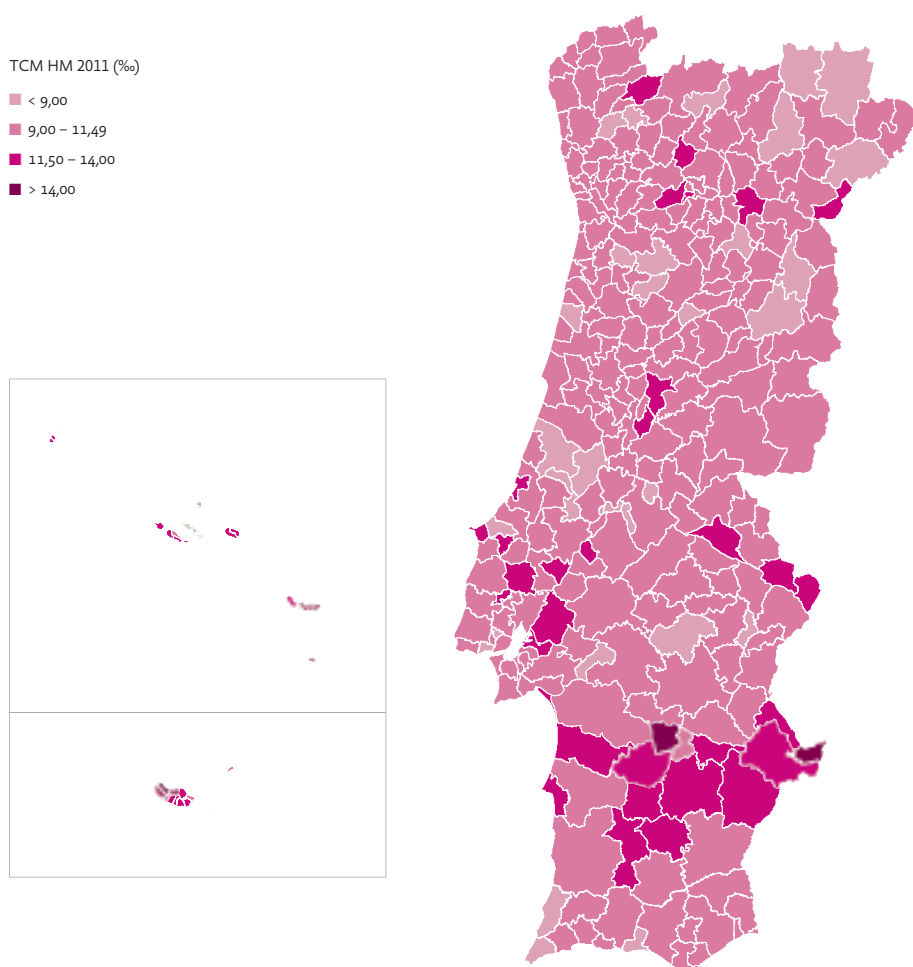 TCM HM 2011 (‰)
< 9,00
9,00 – 11,49
11,50 – 14,00
> 14,00